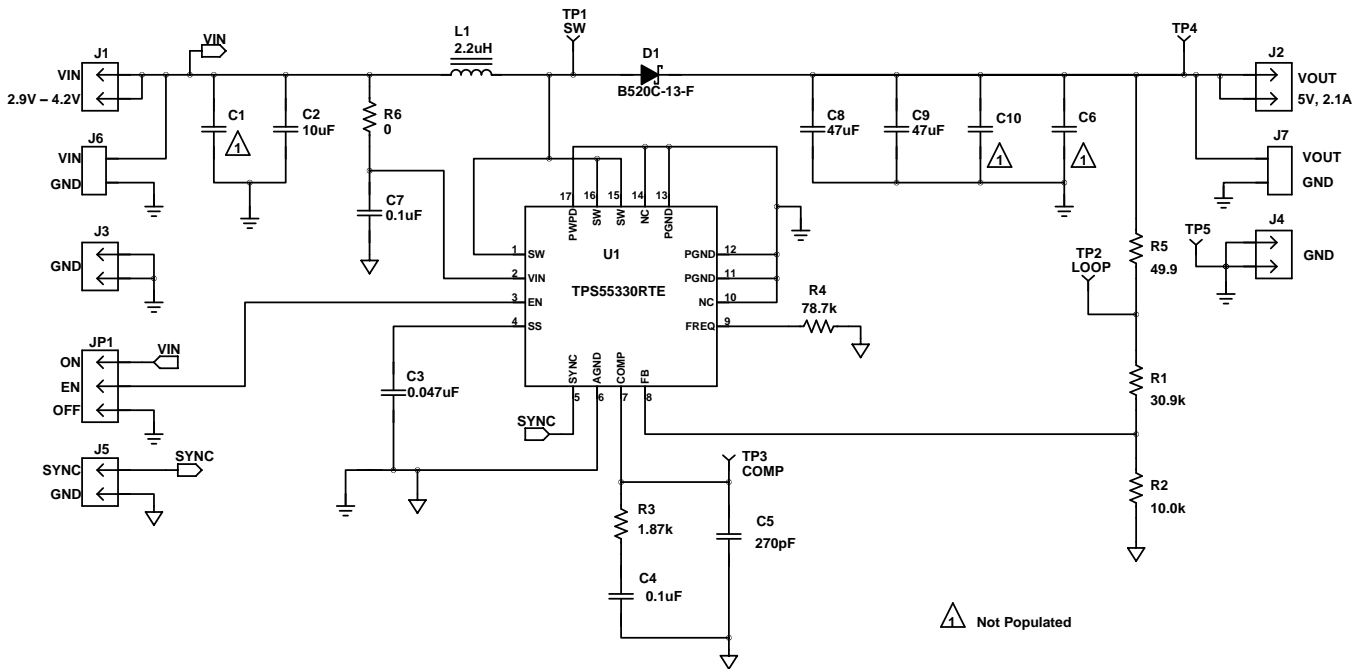 TP1
SW
TP4
VIN
L1
2.2uH
D1
B520C-13-F
J1
VIN
2.9V – 4.2V
J2
VOUT
5V, 2.1A
C1
1
C2
10uF
R6
0
C8
47uF
C9
47uF
C10
1
C6
1
J6
VIN
GND
J7
VOUT
GND
C7
0.1uF
17
16
15
14
13
PWPD
SW
SW
NC
PGND
J3
GND
U1
TPS55330RTE
1
SW
2
VIN
3
EN
4
SS
PGND
12
PGND
11
NC
10
FREQ
9
R4
78.7k
TP2
LOOP
R5
49.9
TP5
J4
GND
JP1
ON
EN
OFF
VIN
C3
0.047uF
SYNC
AGND
COMP
FB
5
6
7
8
SYNC
R1
30.9k
J5
SYNC
GND
SYNC
TP3
COMP
R2
10.0k
R3
1.87k
C5
270pF
C4
0.1uF
1
Not Populated